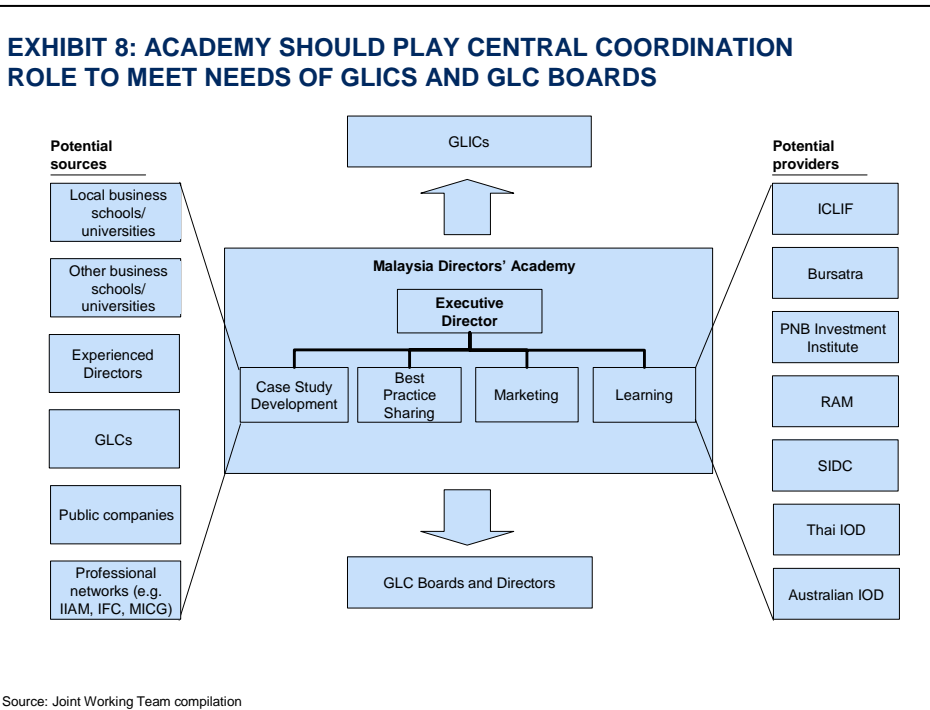 EXHIBIT 8: ACADEMY SHOULD PLAY CENTRAL COORDINATION
ROLE TO MEET NEEDS OF GLICS AND GLC BOARDS
Potential
sources
Local business
schools/
universities
Other business
schools/
universities
Experienced
Directors
GLCs
Public companies
Professional
networks (e.g.
IIAM, IFC, MICG)
GLICs
Malaysia Directors’ Academy
Executive
Director
Case Study
Development
Best
Practice
Sharing
Marketing
Learning
GLC Boards and Directors
Potential
providers
ICLIF
Bursatra
PNB Investment
Institute
RAM
SIDC
Thai IOD
Australian IOD
Source: Joint Working Team compilation